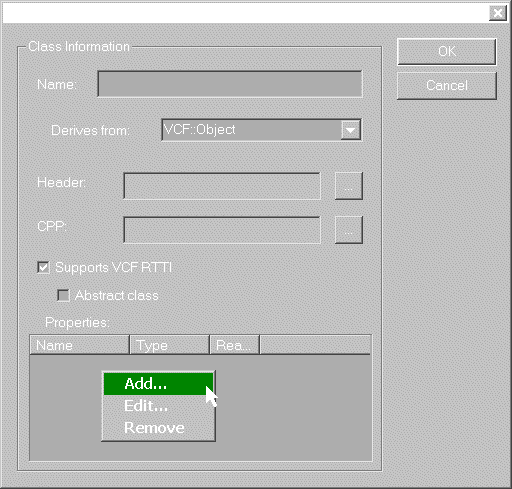 Class Information
OK
Name:
Cancel
Derives from: VCF::Object
Header: ...
CPP: ...
Supports VCF RTTI
Abstract class
Properties:
Name Type Rea...
Add...
Edit...
Remove